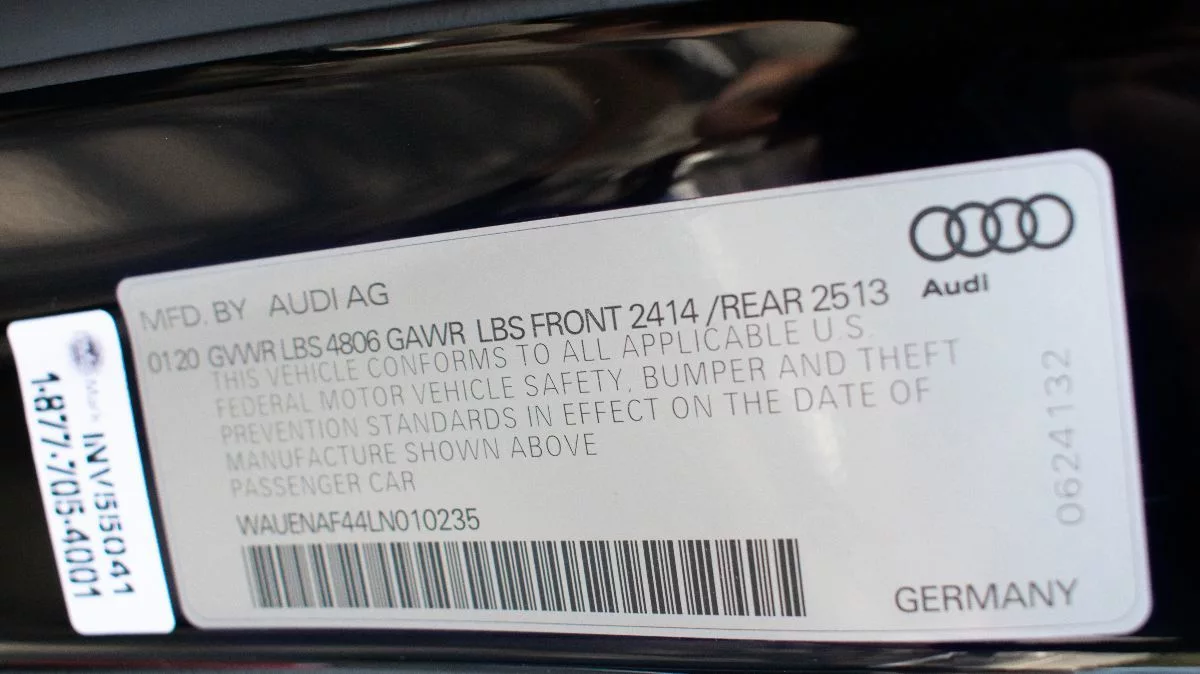 MFD. BY AUDI AG
Audi
0120 GVWR LBS 4806 GAWR LBS FRONT 2414 /REAR 2513
THIS VEHICLE CONFORMS TO ALL APPLICABLE U.S.
FEDERAL MOTOR VEHICLE SAFETY, BUMPER AND THEFT
PREVENTION STANDARDS IN EFFECT ON THE DATE OF
MANUFACTURE SHOWN ABOVE
PASSENGER CAR
WAUENAF44LN010235
GERMANY
0624132
INV55041
1-877-705-4001